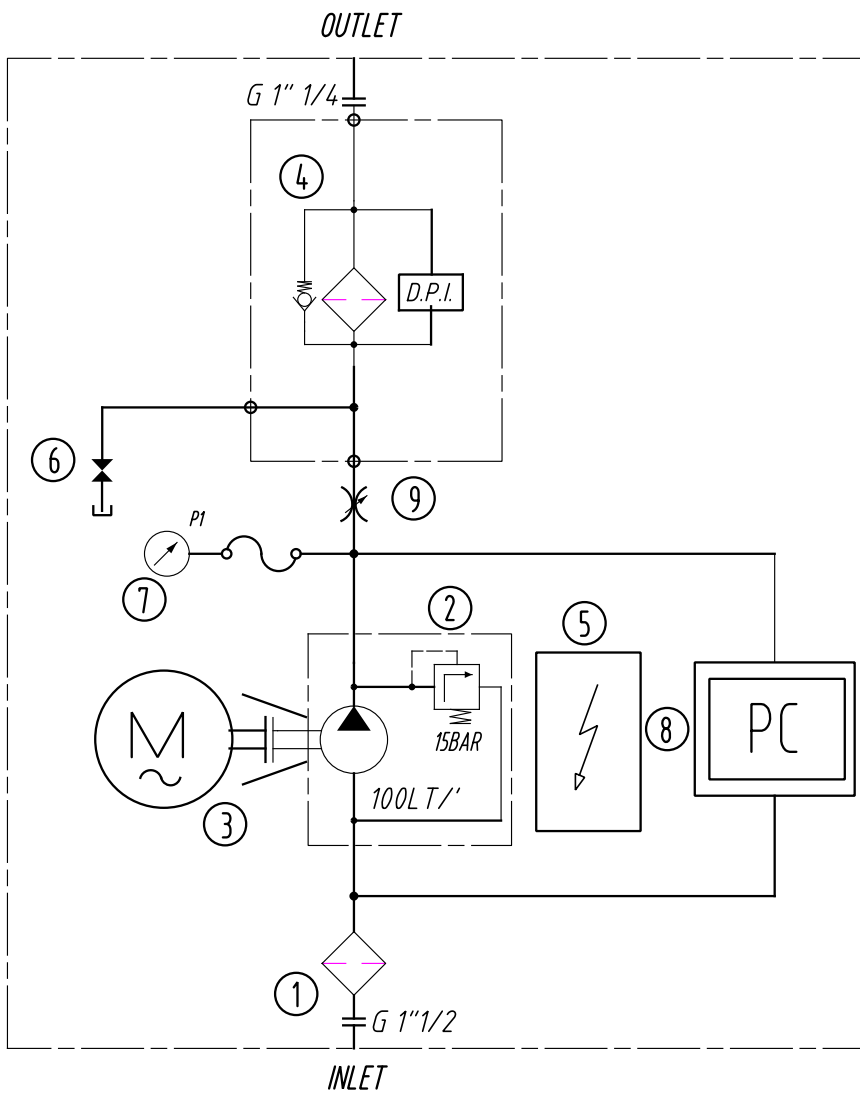 OUTLET
G 1" 1/4
4
D.P.I.
6
9
P1
7
2
5
M
15BAR
8
PC
100LT/'
3
1
G 1"1/2
INLET